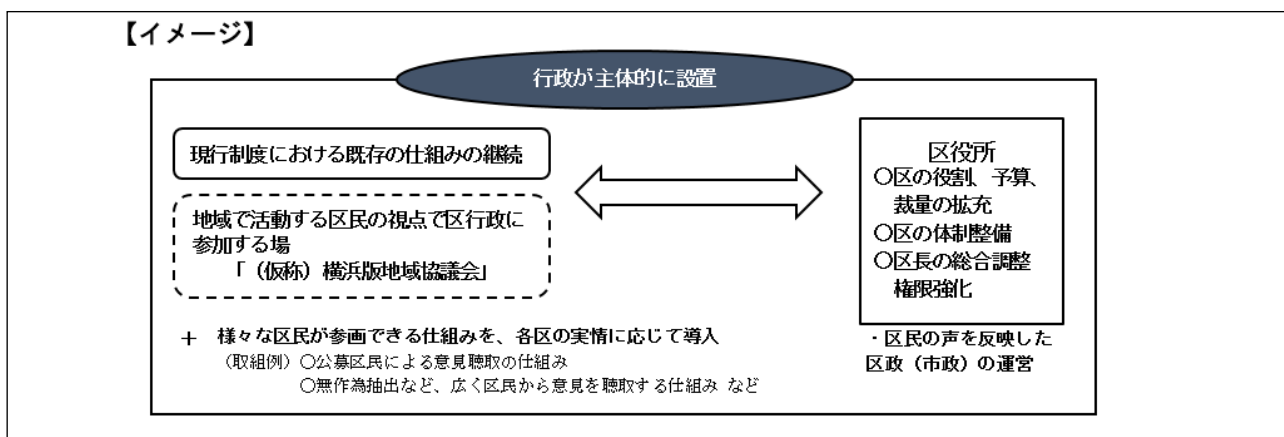 【イメージ】
行政が主体的に設置
現行制度における既存の仕組みの継続
地域で活動する区民の視点で区行政に
参加する場
「（仮称）横浜版地域協議会」
＋ 様々な区民が参画できる仕組みを、各区の実情に応じて導入
（取組例）○公募区民による意見聴取の仕組み
○無作為抽出など、広く区民から意見を聴取する仕組み など
区役所
○区の役割、予算、
裁量の拡充
○区の体制整備
○区長の総合調整
権限強化
・区民の声を反映した
区政（市政）の運営